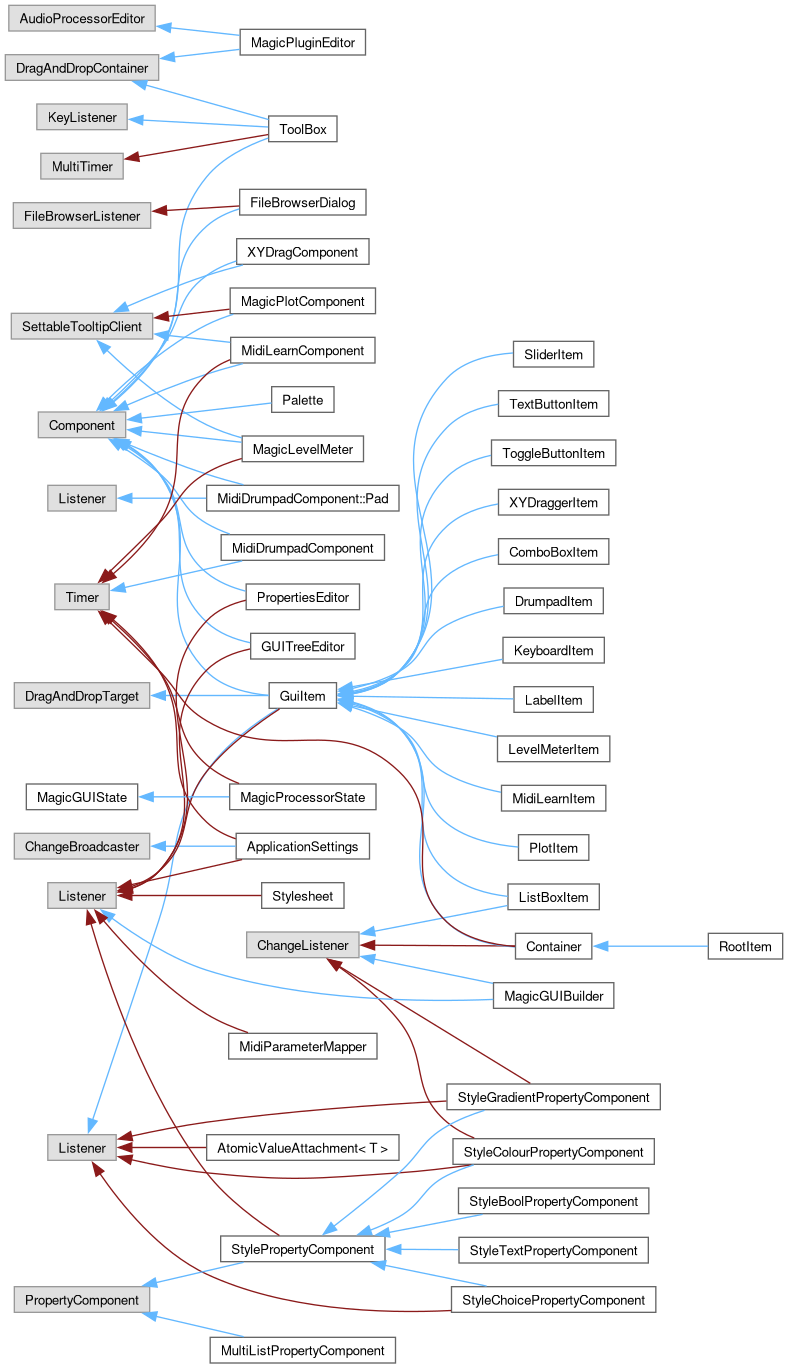 AudioProcessorEditor
MagicPluginEditor
DragAndDropContainer
KeyListener
ToolBox
MultiTimer
FileBrowserListener
FileBrowserDialog
XYDragComponent
MagicPlotComponent
SettableTooltipClient
MidiLearnComponent
SliderItem
Palette
TextButtonItem
Component
MagicLevelMeter
ToggleButtonItem
Listener
MidiDrumpadComponent::Pad
XYDraggerItem
MidiDrumpadComponent
ComboBoxItem
Timer
PropertiesEditor
DrumpadItem
GUITreeEditor
KeyboardItem
DragAndDropTarget
GuiItem
LabelItem
LevelMeterItem
MagicGUIState
MagicProcessorState
MidiLearnItem
ChangeBroadcaster
ApplicationSettings
PlotItem
Listener
Stylesheet
ListBoxItem
ChangeListener
Container
RootItem
MagicGUIBuilder
MidiParameterMapper
StyleGradientPropertyComponent
Listener
AtomicValueAttachment< T >
StyleColourPropertyComponent
StyleBoolPropertyComponent
StylePropertyComponent
StyleTextPropertyComponent
PropertyComponent
StyleChoicePropertyComponent
MultiListPropertyComponent